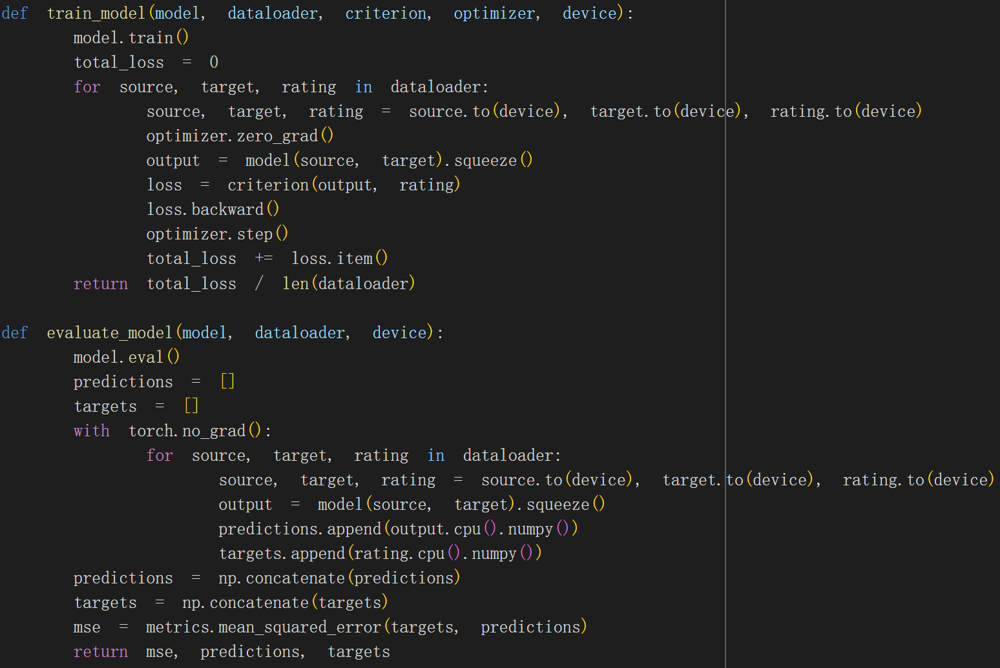 def train_model(model, dataloader, criterion, optimizer, device):
    model.train()
    total_loss = 0
    for source, target, rating in dataloader:
        source, target, rating = source.to(device), target.to(device), rating.to(device)
        optimizer.zero_grad()
        output = model(source, target).squeeze()
        loss = criterion(output, rating)
        loss.backward()
        optimizer.step()
        total_loss += loss.item()
    return total_loss / len(dataloader)

def evaluate_model(model, dataloader, device):
    model.eval()
    predictions = []
    targets = []
    with torch.no_grad():
        for source, target, rating in dataloader:
            source, target, rating = source.to(device), target.to(device), rating.to(device)
            output = model(source, target).squeeze()
            predictions.append(output.cpu().numpy())
            targets.append(rating.cpu().numpy())
    predictions = np.concatenate(predictions)
    targets = np.concatenate(targets)
    mse = metrics.mean_squared_error(targets, predictions)
    return mse, predictions, targets